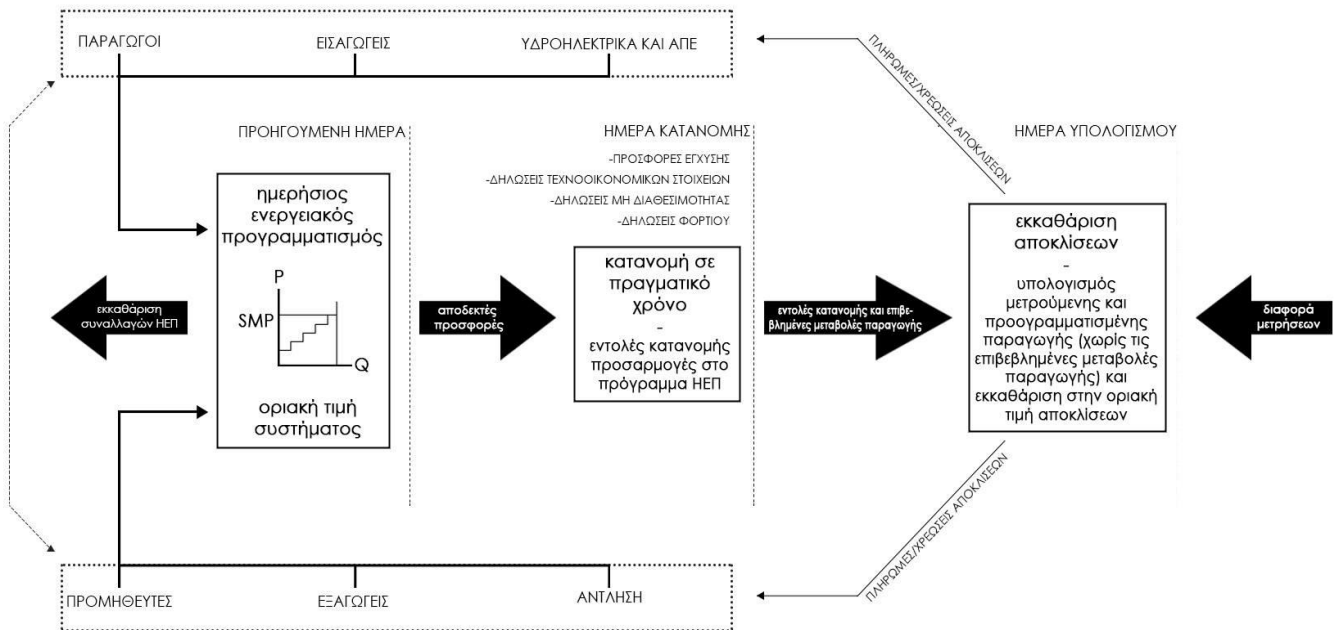 ΠΑΡΑΓΩΓΟΙ
ΕΙΣΑΓΩΓΕΙΣ
ΥΔΡΟΗΛΕΚΤΡΙΚΑ ΚΑΙ ΑΠΕ
ΠΛΗΡΩΜΕΣ/ΧΡΕΩΣΕΙΣ ΑΠΟΚΛΙΣΕΩΝ
ΠΡΟΗΓΟΥΜΕΝΗ ΗΜΕΡΑ
ΗΜΕΡΑ ΚΑΤΑΝΟΜΗΣ
ΗΜΕΡΑ ΥΠΟΛΟΓΙΣΜΟΥ
-ΠΡΟΣΦΟΡΕΣ ΕΓΧΥΣΗΣ
-ΔΗΛΩΣΕΙΣ ΤΕΧΝΟΟΙΚΟΝΟΜΙΚΩΝ ΣΤΟΙΧΕΙΩΝ
-ΔΗΛΩΣΕΙΣ ΜΗ ΔΙΑΘΕΣΙΜΟΤΗΤΑΣ
-ΔΗΛΩΣΕΙΣ ΦΟΡΤΙΟΥ
εκκαθάριση
συναλλαγών ΗΕΠ
ημερήσιος
ενεργειακός
προγραμματισμός
P
SMP
Q
οριακή τιμή
συστήματος
αποδεκτές
προσφορές
κατανομή σε
πραγματικό
χρόνο
-
εντολές κατανομής
προσαρμογές στο
πρόγραμμα ΗΕΠ
εντολές κατανομής και επιβε-
βλημένες μεταβολές παραγωγής
εκκαθάριση
αποκλίσεων
-
υπολογισμός
μετρούμενης και
προογραμματισμένης
παραγωγής (χωρίς τις
επιβεβλημένες μεταβολές
παραγωγής) και
εκκαθάριση στην οριακή
τιμή αποκλίσεων
διαφορά
μετρήσεων
ΠΛΗΡΩΜΕΣ/ΧΡΕΩΣΕΙΣ ΑΠΟΚΛΙΣΕΩΝ
ΠΡΟΜΗΘΕΥΤΕΣ
ΕΞΑΓΩΓΕΙΣ
ΑΝΤΛΗΣΗ